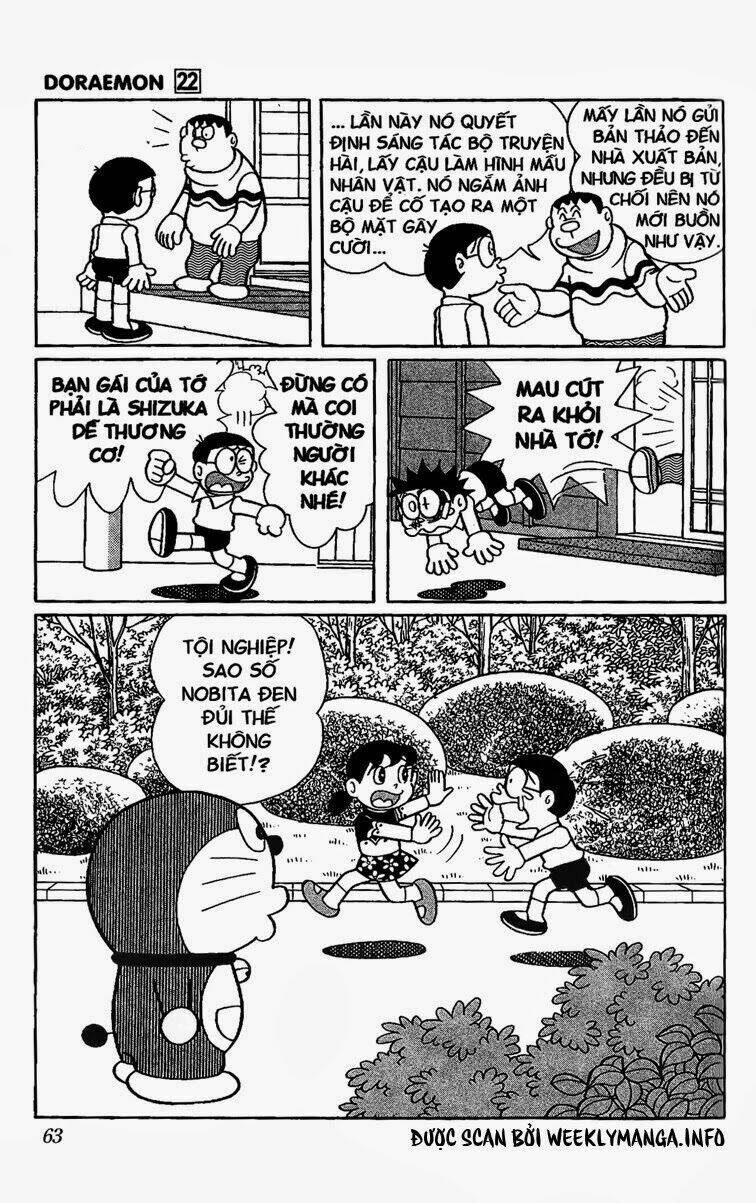 DORAEMON 22
MẤY LẦN NÓ GỬI
BẢN THẢO ĐẾN
NHÀ XUẤT BẢN,
NHƯNG ĐỀU BỊ TỪ
CHỐI NÊN NÓ
MỚI BUỒN
NHƯ VẬY.
... LẦN NÀY NÓ QUYẾT
ĐỊNH SÁNG TÁC BỘ TRUYỆN
HÀI, LẤY CẬU LÀM HÌNH MẪU
NHÂN VẬT. NÓ NGẮM ẢNH
CẬU ĐỂ CỐ TẠO RA MỘT
BỘ MẶT GÂY
CƯỜI...
MAU CÚT
RA KHỎI
NHÀ TỚ!
ĐỪNG CÓ
MÀ COI
THƯỜNG
NGƯỜI
KHÁC
NHÉ!
BẠN GÁI CỦA TỚ
PHẢI LÀ SHIZUKA
DỄ THƯƠNG
CƠ!
TỘI NGHIỆP!
SAO SỐ
NOBITA ĐEN
ĐỦI THẾ
KHÔNG
BIẾT!?
63
ĐƯỢC SCAN BỞI WEEKLYMANGA.INFO